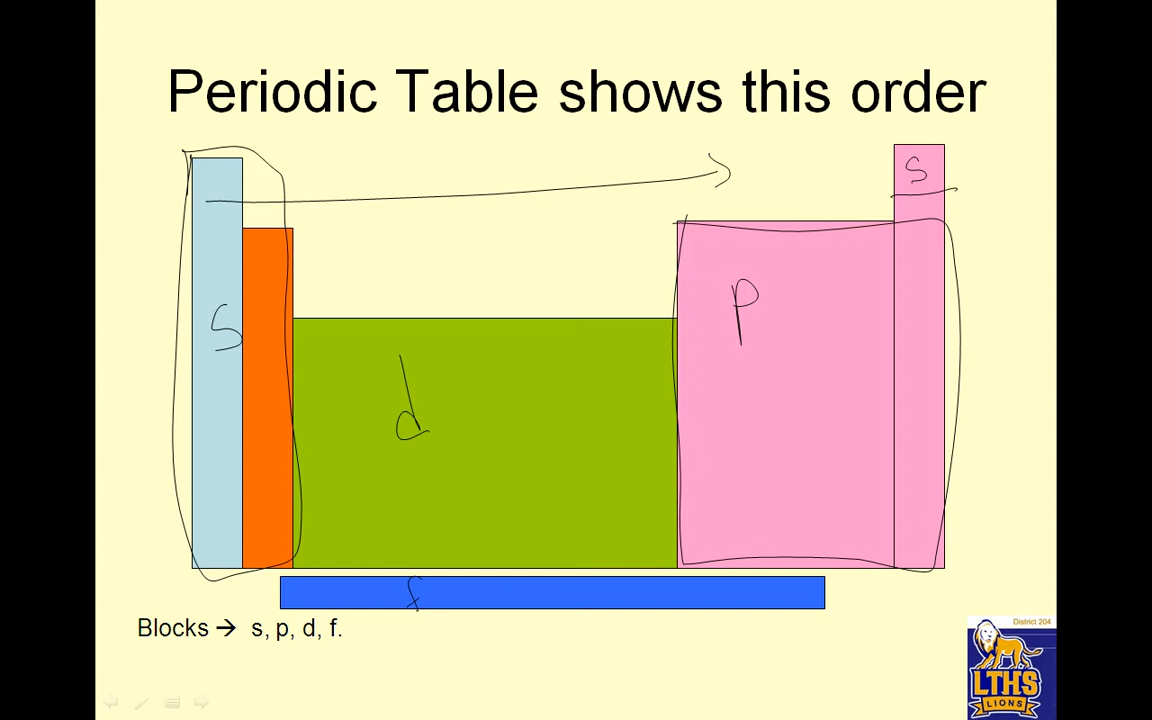 Periodic Table shows this order
s
s
p
d
f
Blocks → s, p, d, f.
District 204
LTHS
LIONS